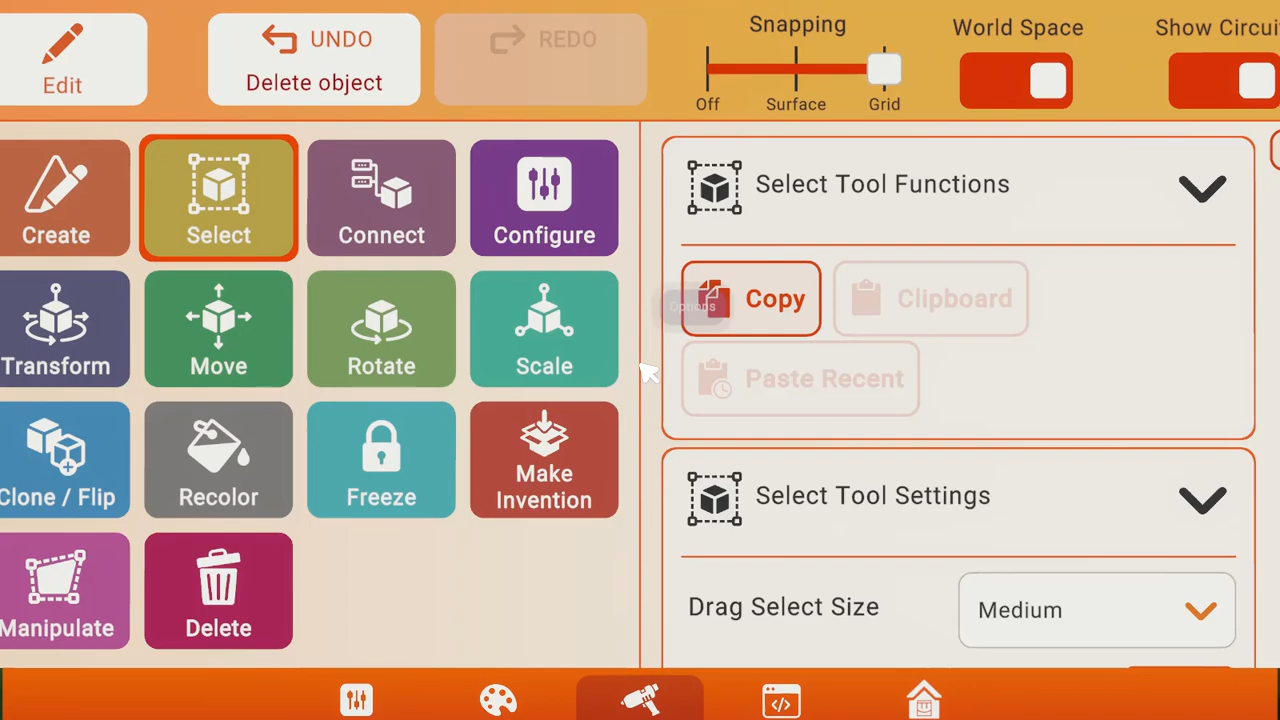 Edit
UNDO
Delete object
REDO
Snapping
Off
Surface
Grid
World Space
Show Circui
Create
Select
Connect
Configure
Transform
Move
Rotate
Scale
Clone / Flip
Recolor
Freeze
Make
Invention
Manipulate
Delete
Select Tool Functions
Options
Copy
Clipboard
Paste Recent
Select Tool Settings
Drag Select Size
Medium